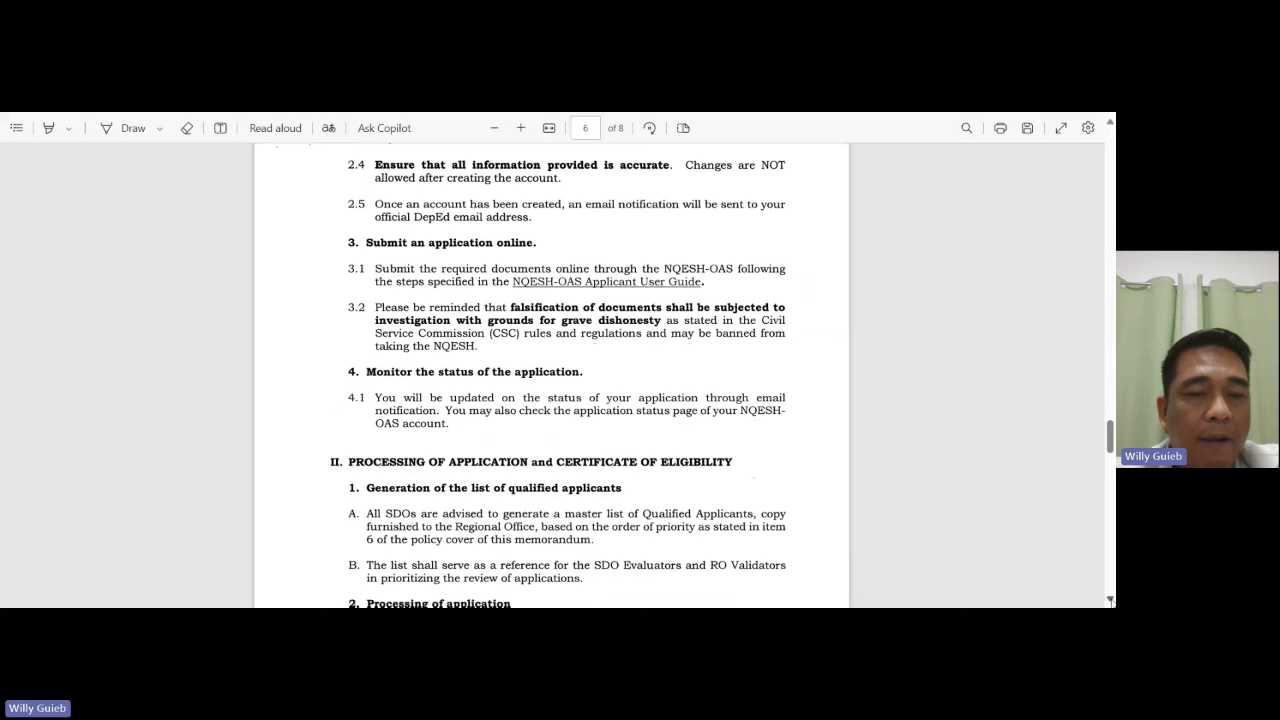 Draw
Read aloud
Ask Copilot
6 of 8
2.4 Ensure that all information provided is accurate. Changes are NOT
allowed after creating the account.
2.5 Once an account has been created, an email notification will be sent to your
official DepEd email address.
3. Submit an application online.
3.1 Submit the required documents online through the NQESH-OAS following
the steps specified in the NQESH-OAS Applicant User Guide.
3.2 Please be reminded that falsification of documents shall be subjected to
investigation with grounds for grave dishonesty as stated in the Civil
Service Commission (CSC) rules and regulations and may be banned from
taking the NQESH.
4. Monitor the status of the application.
4.1 You will be updated on the status of your application through email
notification. You may also check the application status page of your NQESH-
OAS account.
II. PROCESSING OF APPLICATION and CERTIFICATE OF ELIGIBILITY
1. Generation of the list of qualified applicants
A. All SDOs are advised to generate a master list of Qualified Applicants, copy
furnished to the Regional Office, based on the order of priority as stated in item
6 of the policy cover of this memorandum.
B. The list shall serve as a reference for the SDO Evaluators and RO Validators
in prioritizing the review of applications.
2. Processing of application
Willy Guieb
Willy Guieb